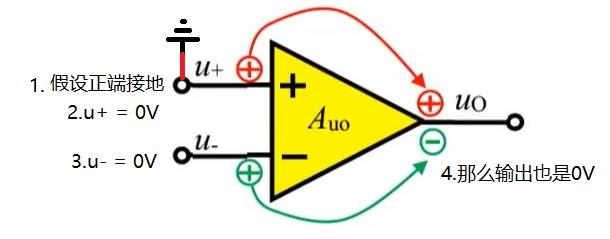 1. 假设正端接地
u+
2.u+ = 0V
+
Auo
uO
u-
3.u- = 0V
−
4.那么输出也是0V